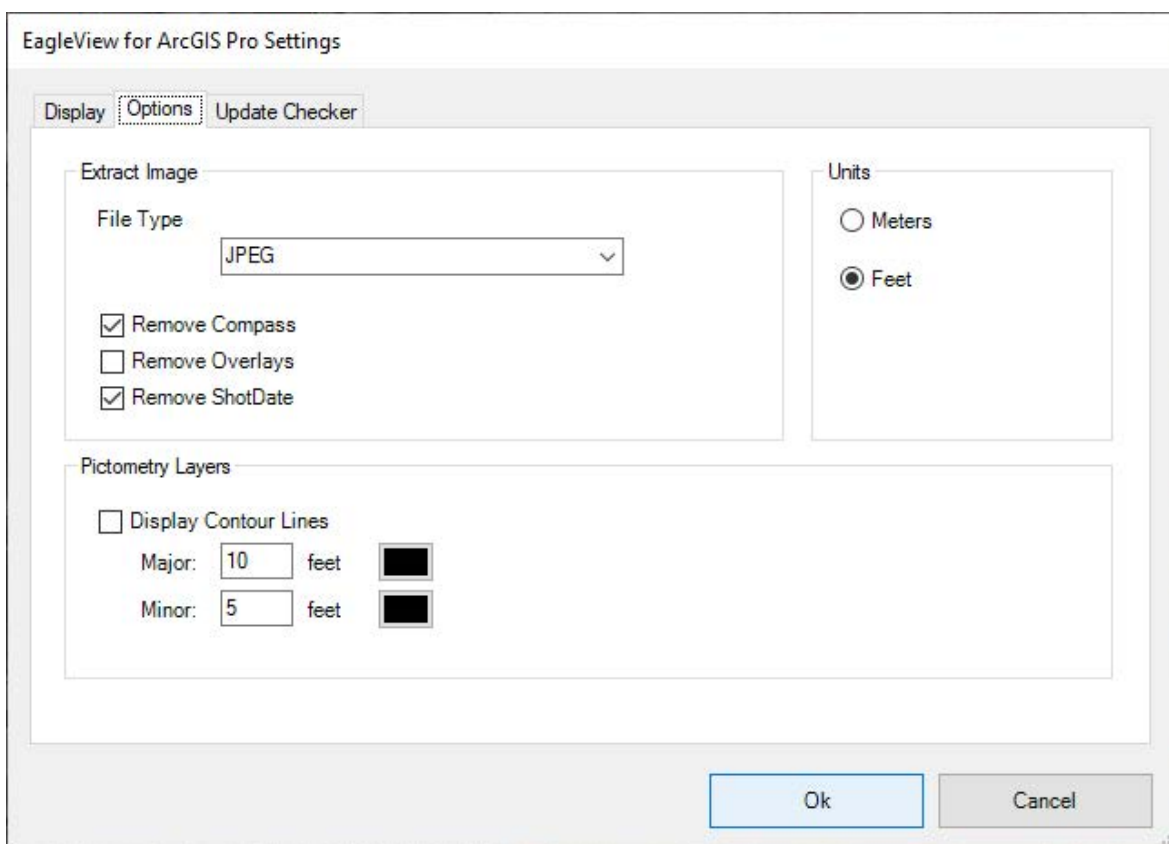 EagleView for ArcGIS Pro Settings
Display Options Update Checker
Extract Image
File Type
JPEG
Remove Compass
Remove Overlays
Remove ShotDate
Units
Meters
Feet
Pictometry Layers
Display Contour Lines
Major: 10 feet
Minor: 5 feet
Ok Cancel